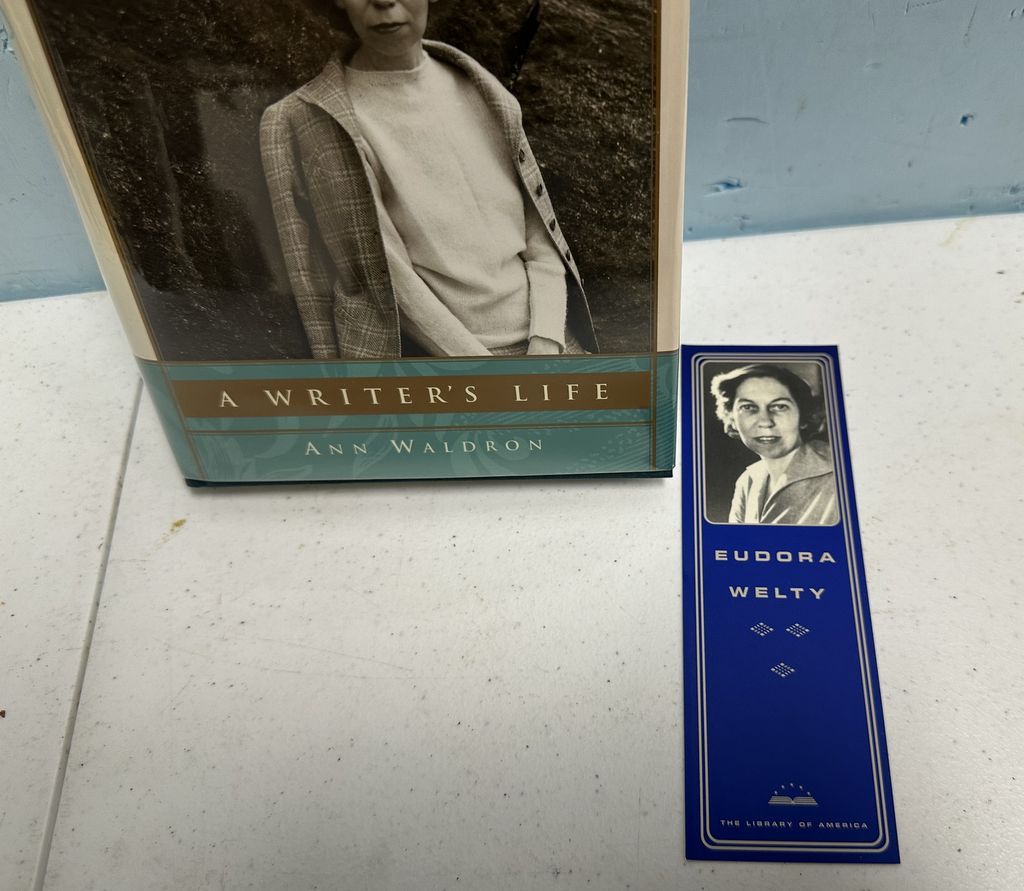 A WRITER'S LIFE
ANN WALDRON
EUDORA
WELTY
THE LIBRARY OF AMERICA